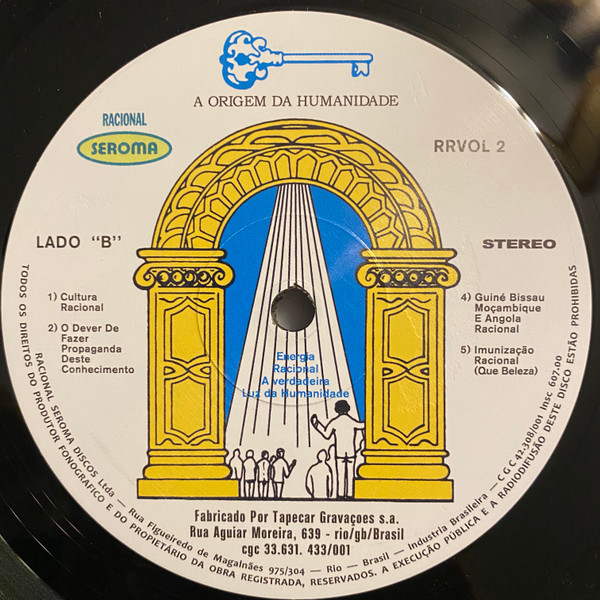 A ORIGEM DA HUMANIDADE
RACIONAL
SEROMA
RRVOL 2
LADO "B"
STEREO
1) Cultura
Racional
2) O Dever De
Fazer
Propaganda
Deste
Conhecimento
4) Guiné Bissau
Moçambique
E Angola
Racional
5) Imunização
Racional
(Que Beleza)
Energia
Racional
A verdadeira
Luz da Humanidade
Fabricado Por Tapecar Gravaçoes s.a.
Rua Aguiar Moreira, 639 - rio/gb/Brasil
cgc 33.631. 433/001
RACIONAL SEROMA DISCOS Ltda - Rua Figueiredo de Magalhães 975/304 - Rio - Brasil - Industria Brasileira - C G C 42-308/001 Insc 607.00
TODOS OS DIREITOS DO PRODUTOR FONOGRAFICO E DO PROPIETÁRIO DA OBRA REGISTRADA, RESERVADOS. A EXECUÇÃO PÚBLICA E A RADIODIFUSÃO DESTE DISCO ESTÃO PROHIBIDAS